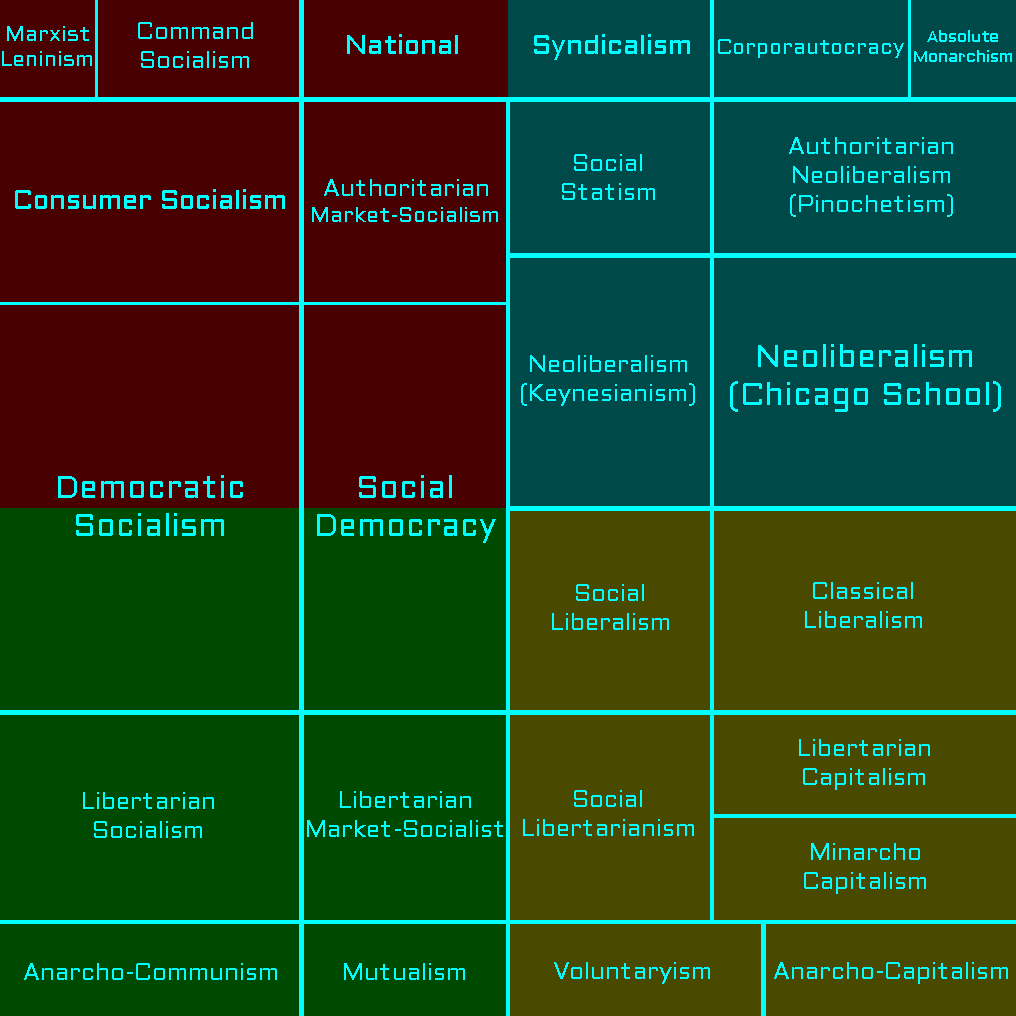 Marxist
Leninism
Command
Socialism
National
Syndicalism
Corporautocracy
Absolute
Monarchism
Consumer Socialism
Authoritarian
Market-Socialism
Social
Statism
Authoritarian
Neoliberalism
(Pinochetism)
Neoliberalism
(Keynesianism)
Neoliberalism
(Chicago School)
Democratic
Socialism
Social
Democracy
Social
Liberalism
Classical
Liberalism
Libertarian
Socialism
Libertarian
Market-Socialist
Social
Libertarianism
Libertarian
Capitalism
Minarcho
Capitalism
Anarcho-Communism
Mutualism
Voluntaryism
Anarcho-Capitalism